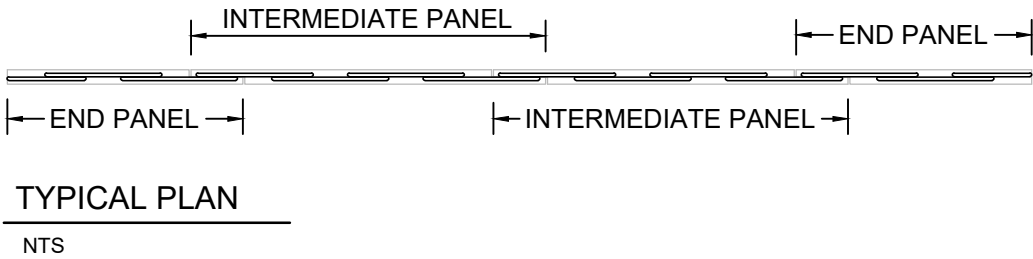 INTERMEDIATE PANEL
END PANEL
END PANEL
INTERMEDIATE PANEL
TYPICAL PLAN
NTS